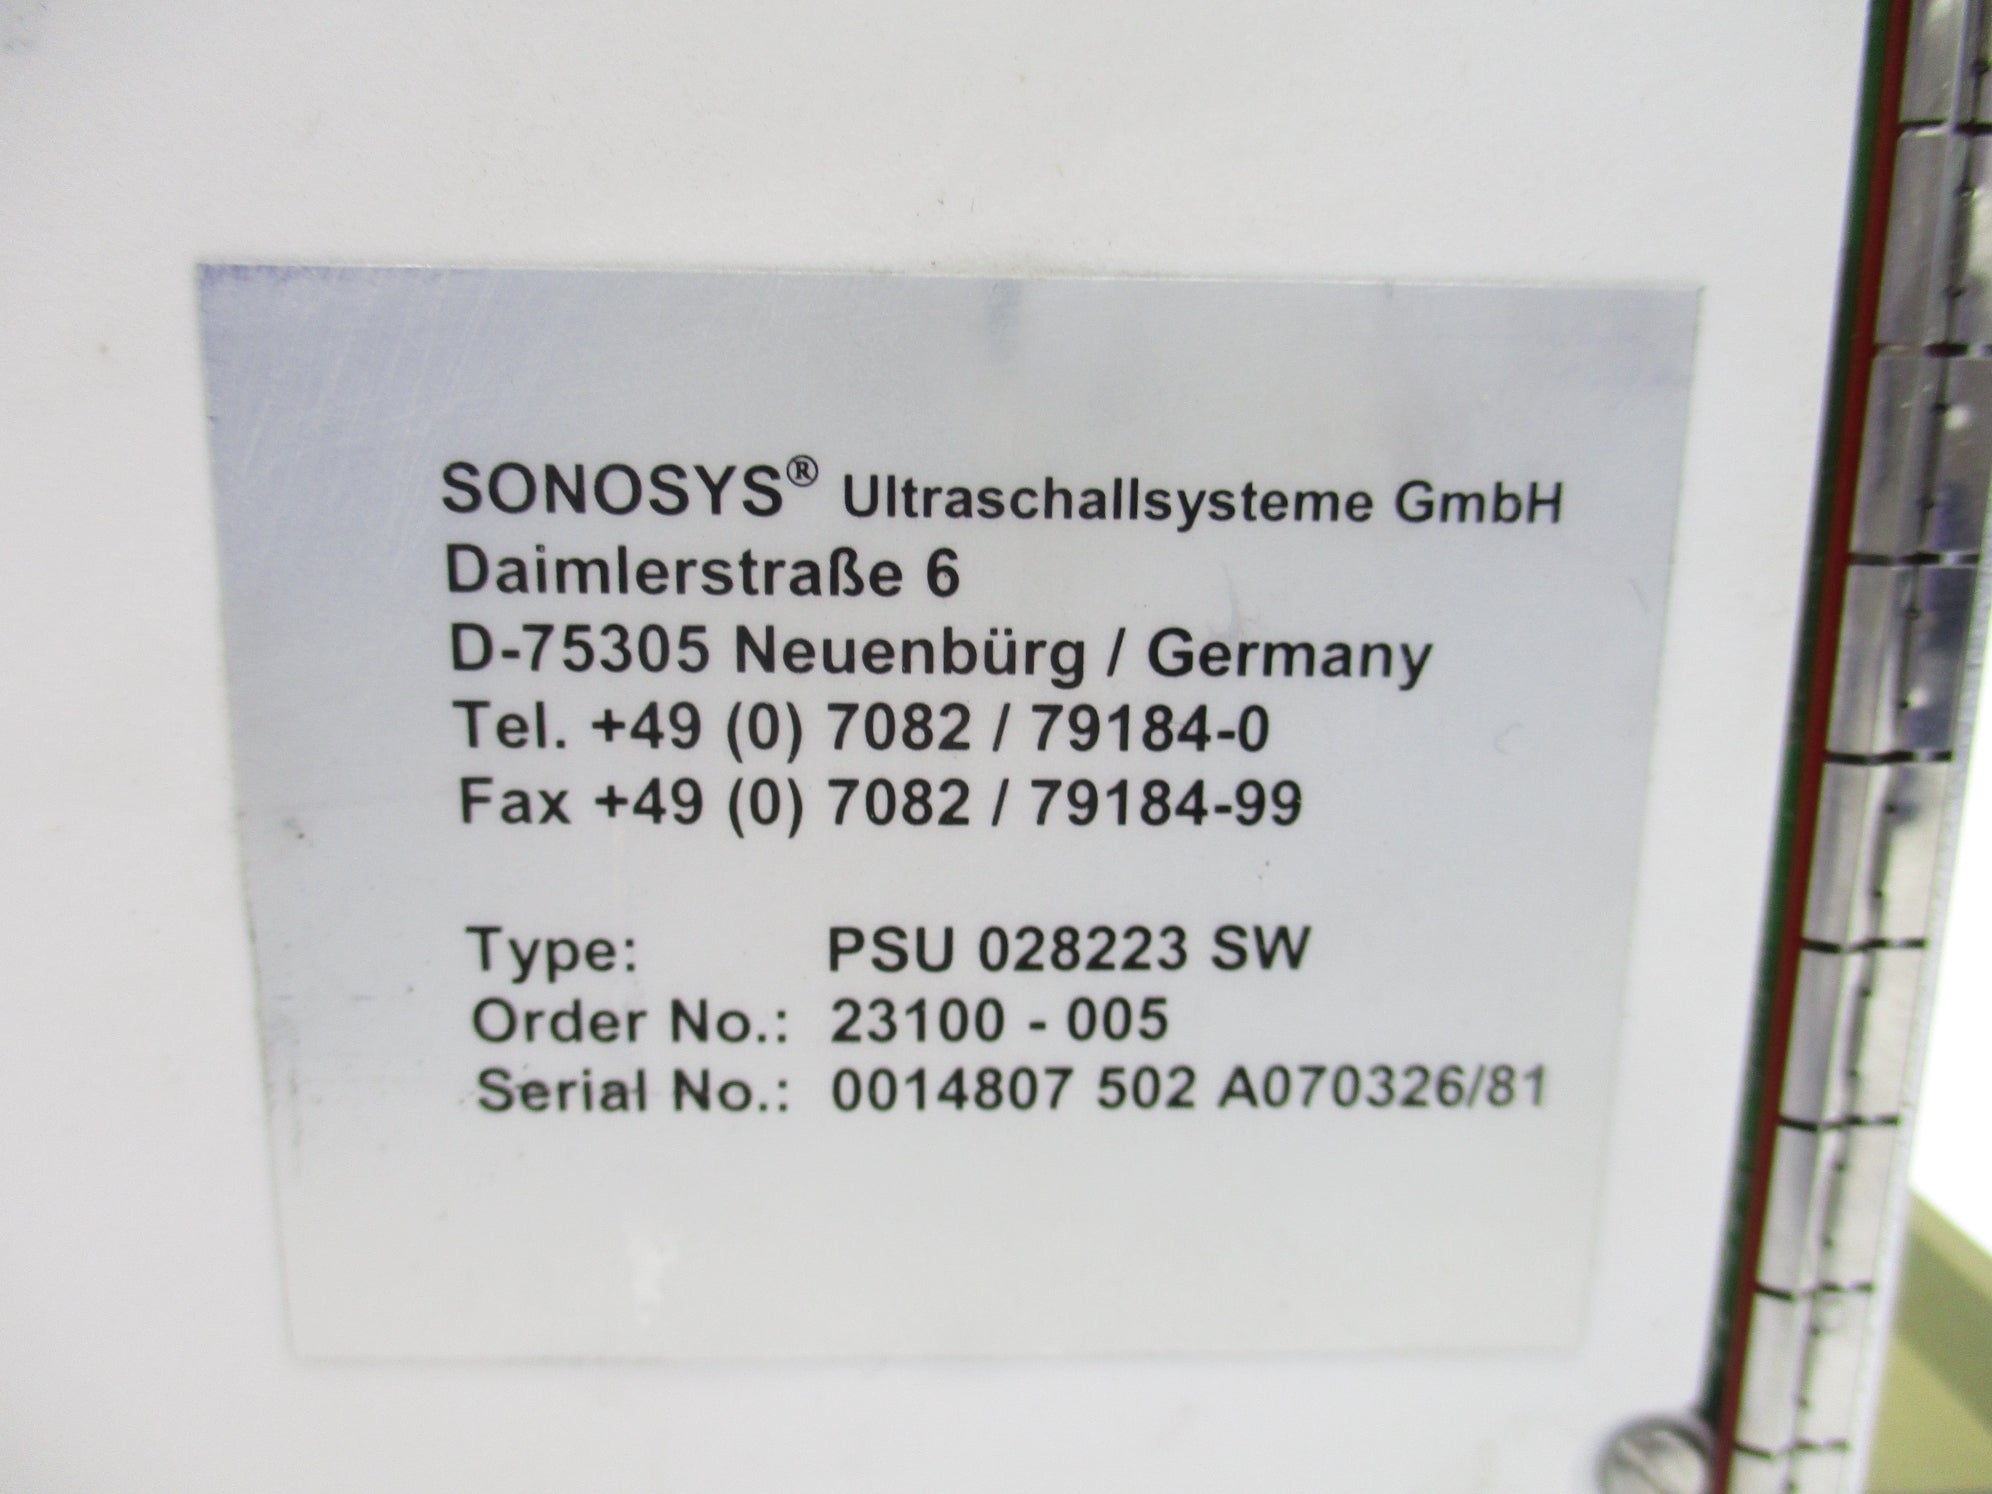 SONOSYS® Ultraschallsysteme GmbH
Daimlerstraße 6
D-75305 Neuenbürg / Germany
Tel. +49 (0) 7082 / 79184-0
Fax +49 (0) 7082 / 79184-99
Type: PSU 028223 SW
Order No.: 23100 - 005
Serial No.: 0014807 502 A070326/81